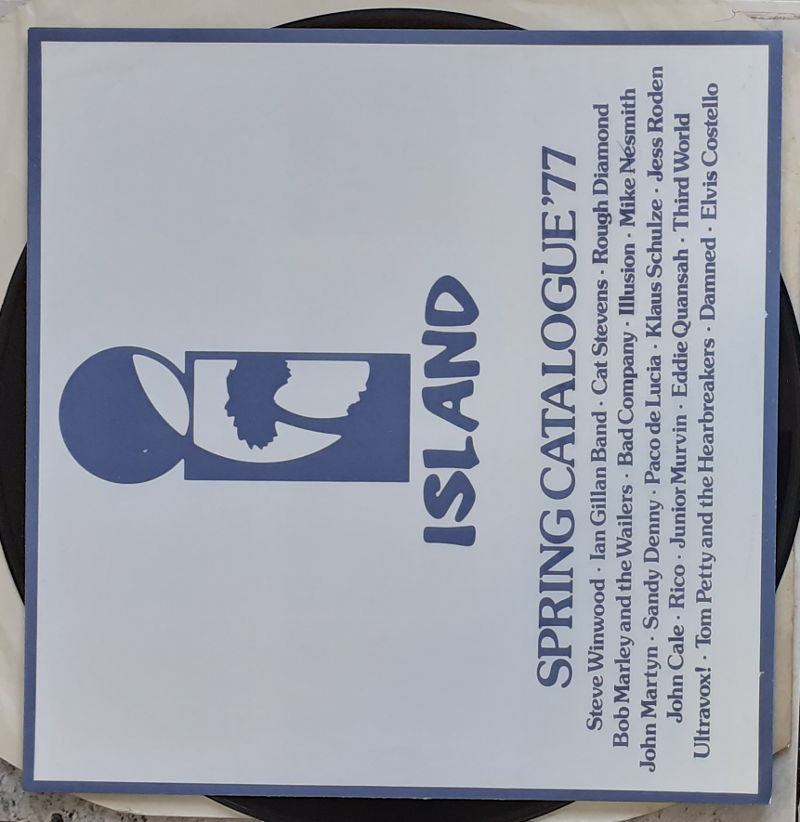 ISLAND
SPRING CATALOGUE '77
Steve Winwood · Ian Gillan Band · Cat Stevens · Rough Diamond
Bob Marley and the Wailers · Bad Company · Illusion · Mike Nesmith
John Martyn · Sandy Denny · Paco de Lucia · Klaus Schulze · Jess Roden
John Cale · Rico · Junior Murvin · Eddie Quansah · Third World
Ultravox! · Tom Petty and the Hearbreakers · Damned · Elvis Costello